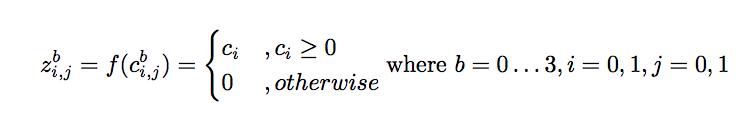 z^b_{i,j} = f(c^b_{i,j}) = { c_i , c_i ≥ 0
0 , otherwise
where b = 0...3, i = 0, 1, j = 0, 1